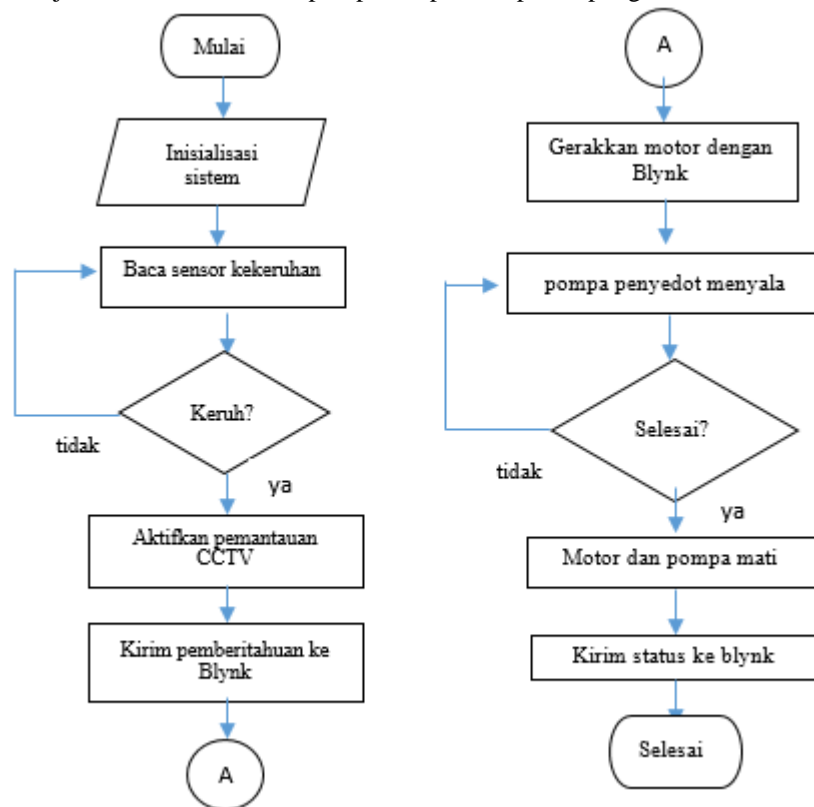 Mulai
Inisialisasi
sistem
Baca sensor kekeruhan
Keruh?
tidak
ya
Aktifkan pemantauan
CCTV
Kirim pemberitahuan ke
Blynk
A
A
Gerakkan motor dengan
Blynk
pompa penyedot menyala
Selesai?
tidak
ya
Motor dan pompa mati
Kirim status ke blynk
Selesai